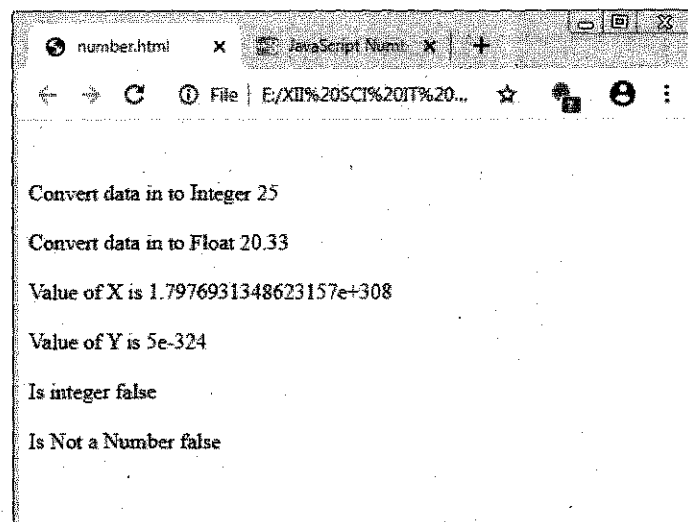 number.html × JavaScript Num × +
File E:/XII%20SCI%20IT%20...
Convert data in to Integer 25
Convert data in to Float 20.33
Value of X is 1.7976931348623157e+308
Value of Y is 5e-324
Is integer false
Is Not a Number false